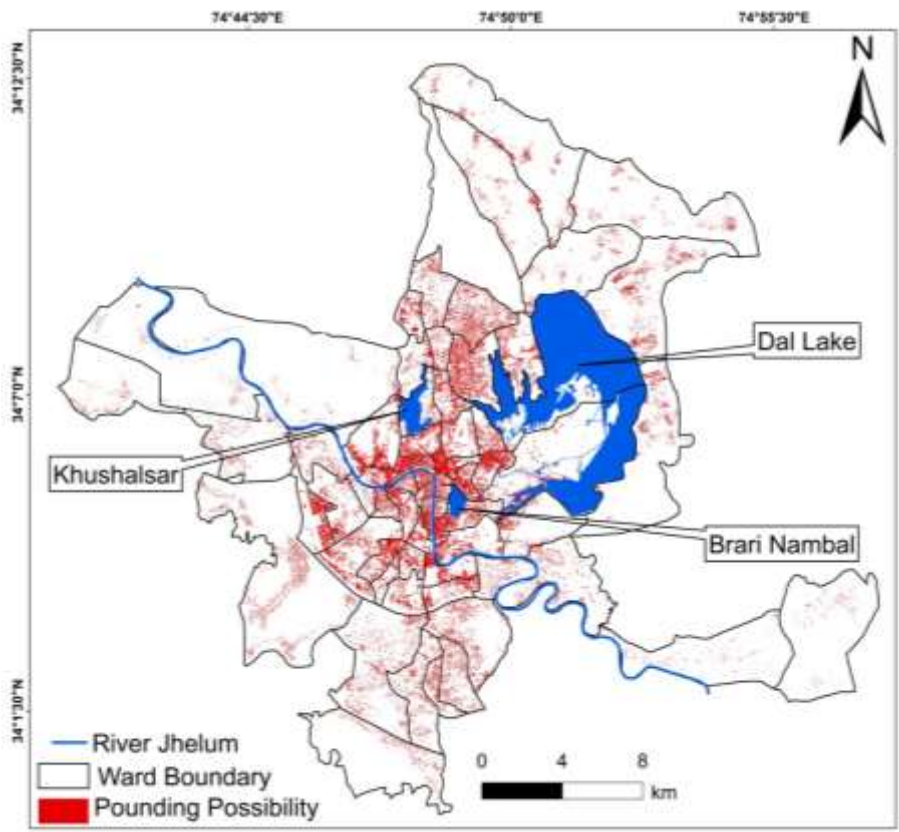 74°44'30"E 74°50'0"E 74°55'30"E
34°12'30"N
N
Dal Lake
34°7'0"N
Khushalsar
Brari Nambal
34°1'30"N
River Jhelum
Ward Boundary
Pounding Possibility
0 4 8
km